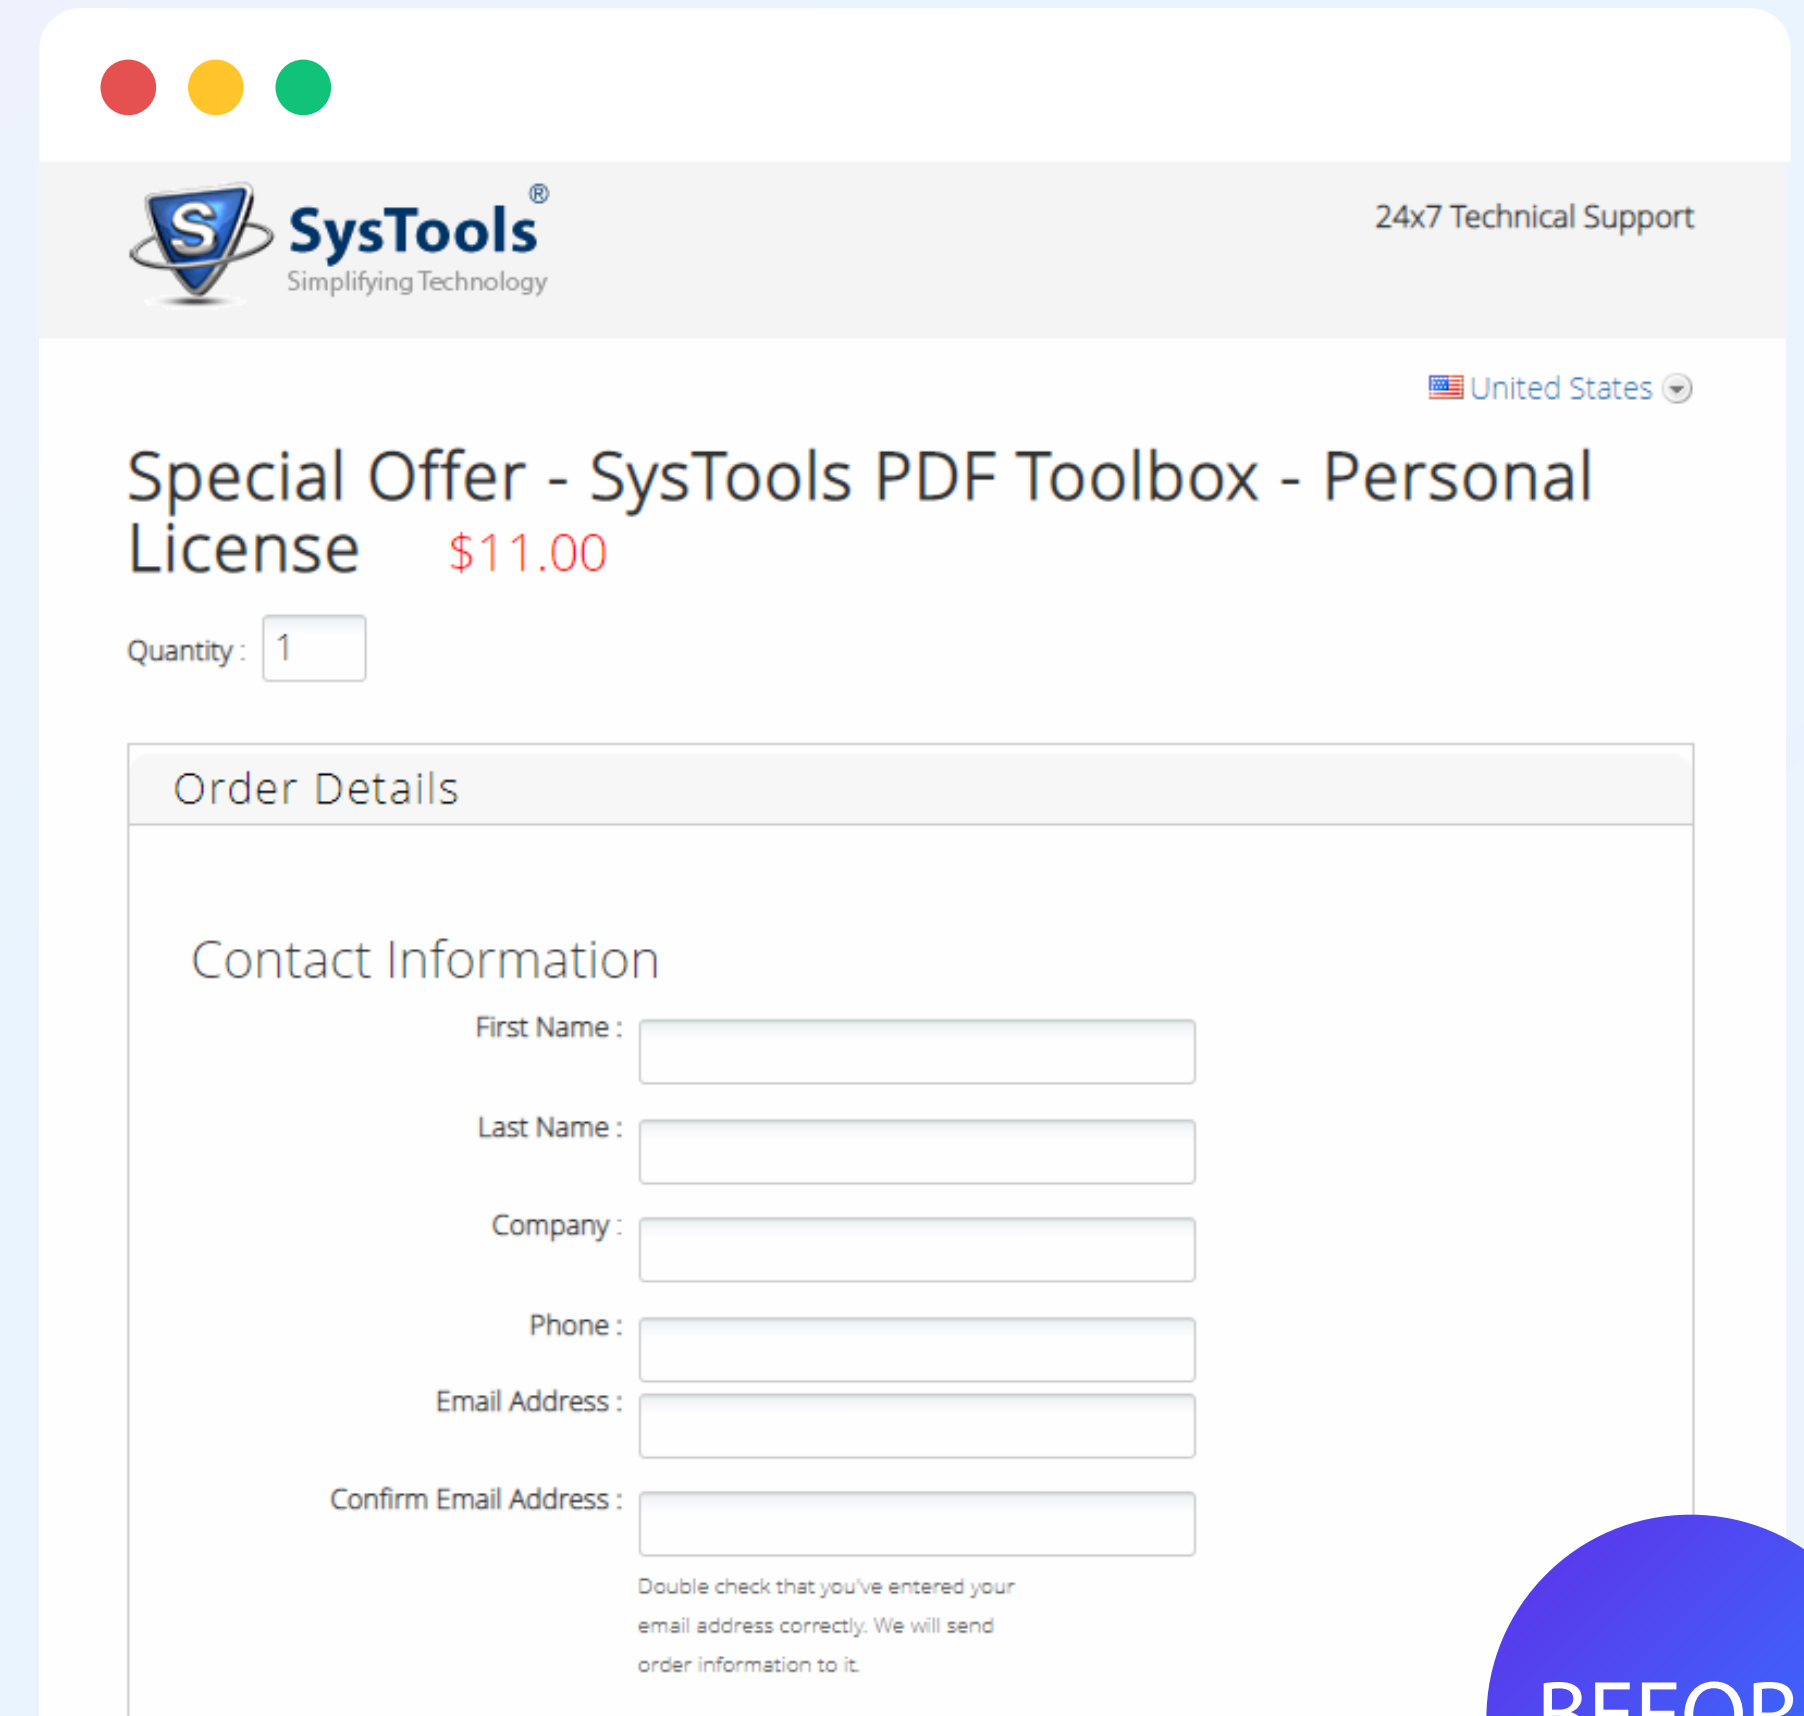 S SysTools®
Simplifying Technology
24x7 Technical Support
United States
Special Offer - SysTools PDF Toolbox - Personal
License $11.00
Quantity : 1
Order Details
Contact Information
First Name :
Last Name :
Company :
Phone :
Email Address :
Confirm Email Address :
Double check that you've entered your
email address correctly. We will send
order information to it.
BEFOR